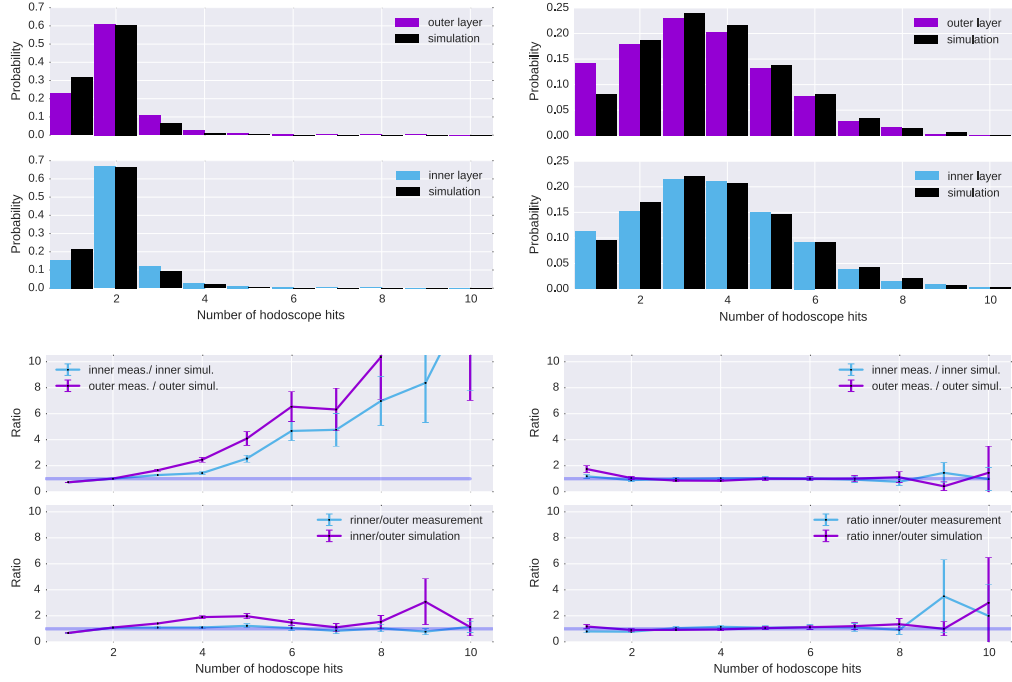 0.7
0.6
0.5
0.4
0.3
0.2
0.1
0.0
Probability
outer layer
simulation
0.7
0.6
0.5
0.4
0.3
0.2
0.1
0.0
Probability
inner layer
simulation
2 4 6 8 10
Number of hodoscope hits
0.25
0.20
0.15
0.10
0.05
0.00
Probability
outer layer
simulation
0.25
0.20
0.15
0.10
0.05
0.00
Probability
inner layer
simulation
2 4 6 8 10
Number of hodoscope hits
10
8
6
4
2
0
Ratio
inner meas./ inner simul.
outer meas. / outer simul.
10
8
6
4
2
0
Ratio
rinner/outer measurement
inner/outer simulation
0 2 4 6 8 10
Number of hodoscope hits
10
8
6
4
2
0
Ratio
inner meas. / inner simul.
outer meas. / outer simul.
10
8
6
4
2
0
Ratio
ratio inner/outer measurement
ratio inner/outer simulation
2 4 6 8 10
Number of hodoscope hits